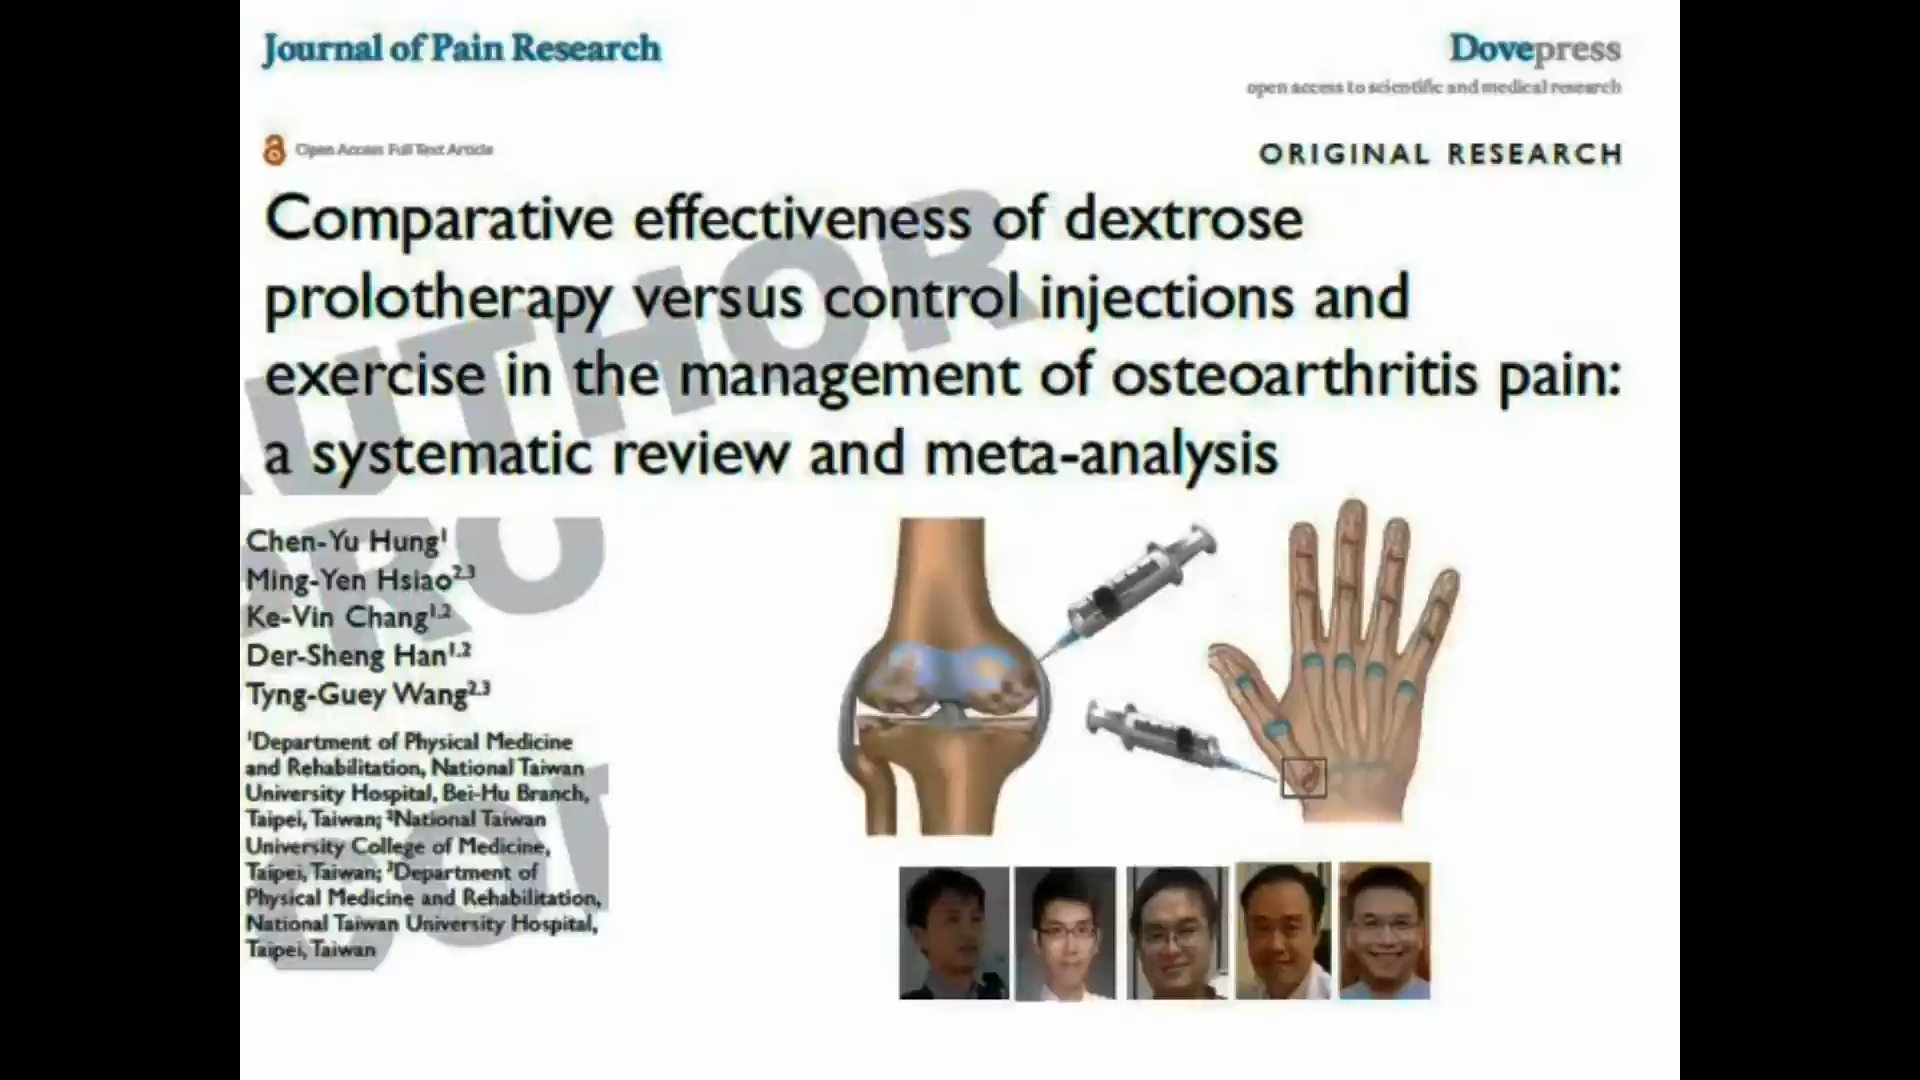 Journal of Pain Research
Dovepress
open access to scientific and medical research
Open Access Full Text Article
ORIGINAL RESEARCH
Comparative effectiveness of dextrose
prolotherapy versus control injections and
exercise in the management of osteoarthritis pain:
a systematic review and meta-analysis
Chen-Yu Hung¹
Ming-Yen Hsiao²,³
Ke-Vin Chang¹,²
Der-Sheng Han¹,²
Tyng-Guey Wang²,³
¹Department of Physical Medicine
and Rehabilitation, National Taiwan
University Hospital, Bei-Hu Branch,
Taipei, Taiwan; ²National Taiwan
University College of Medicine,
Taipei, Taiwan; ³Department of
Physical Medicine and Rehabilitation,
National Taiwan University Hospital,
Taipei, Taiwan